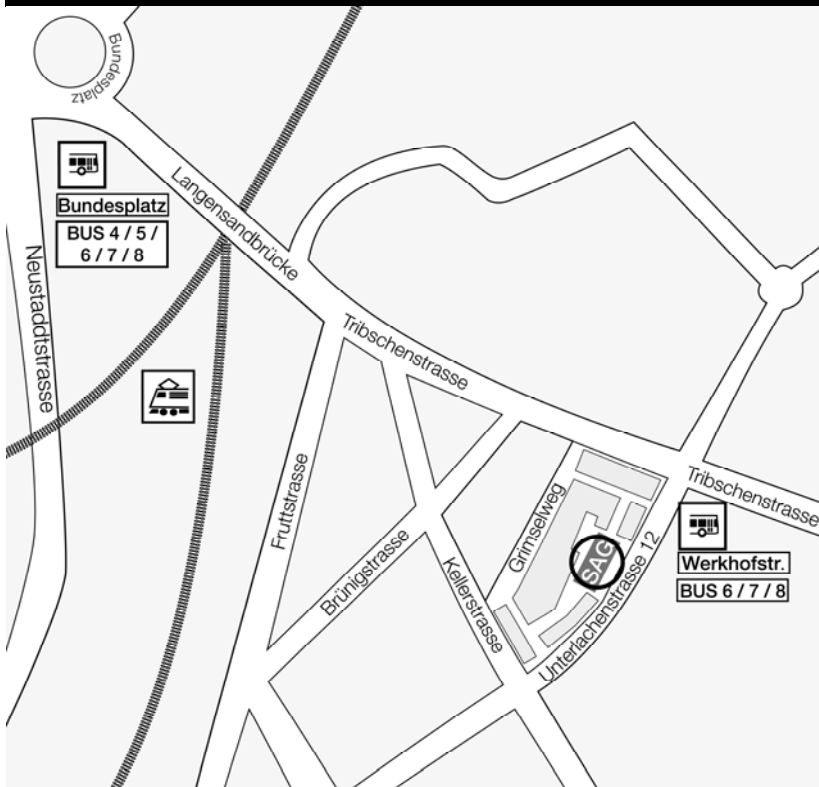 Bundesplatz
Bundesplatz
BUS 4 / 5 /
6 / 7 / 8
Langensandbrücke
Neustaddtstrasse
Tribschenstrasse
Fruttstrasse
Brünigstrasse
Kellerstrasse
Grimselweg
SAG
Unterlachenstrasse 12
Tribschenstrasse
Werkhofstr.
BUS 6 / 7 / 8